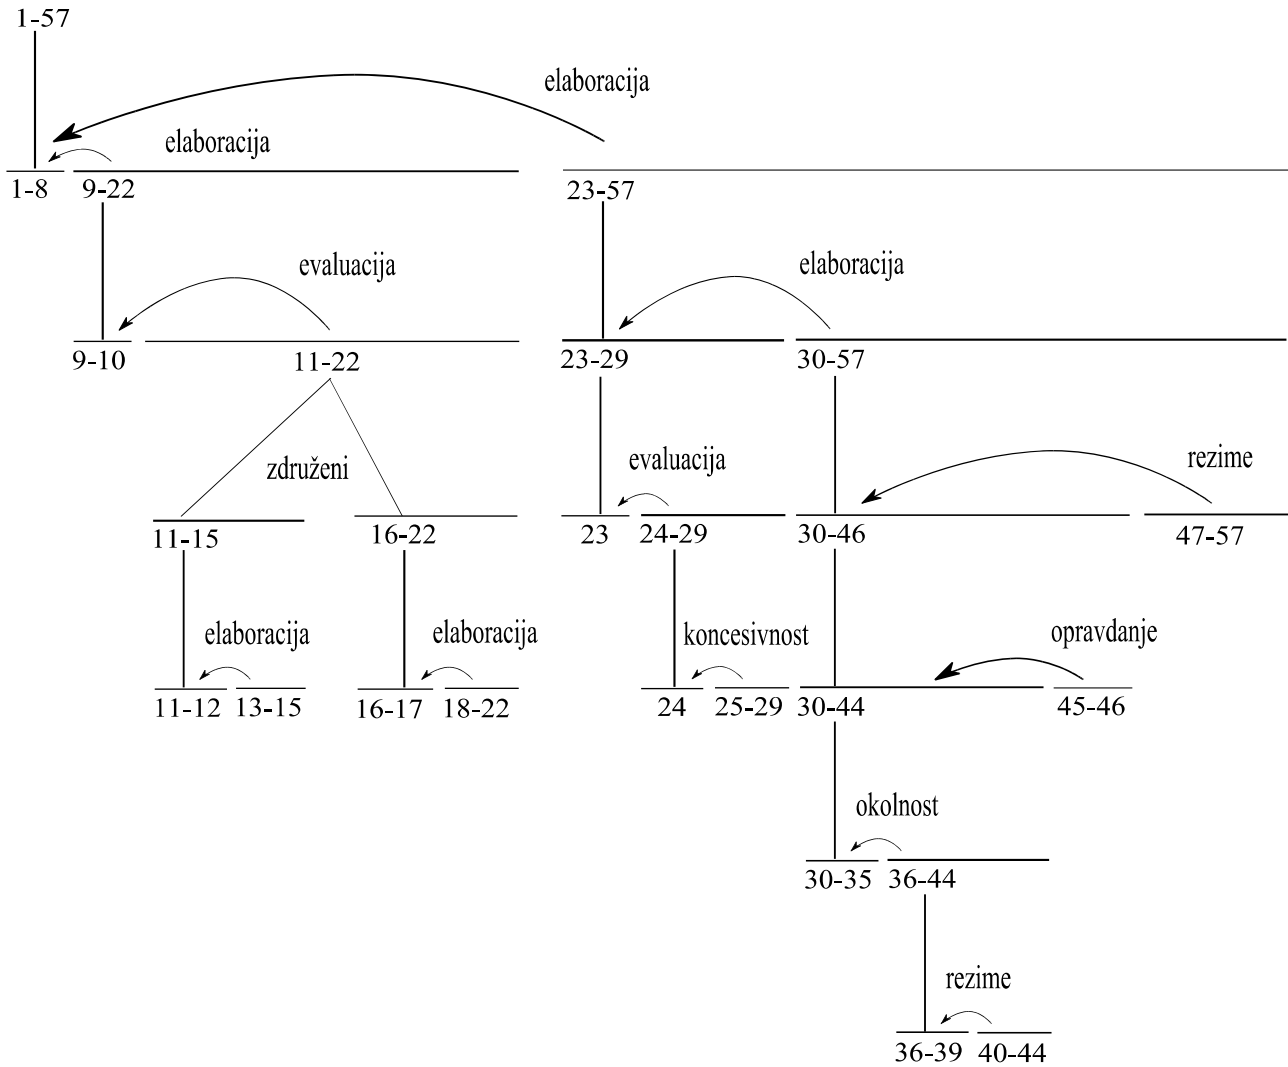 1-57
elaboracija
elaboracija
1-8 9-22 23-57
evaluacija elaboracija
9-10 11-22 23-29 30-57
združeni evaluacija rezime
11-15 16-22 23 24-29 30-46 47-57
elaboracija elaboracija koncesivnost opravdanje
11-12 13-15 16-17 18-22 24 25-29 30-44 45-46
okolnost
30-35 36-44
rezime
36-39 40-44